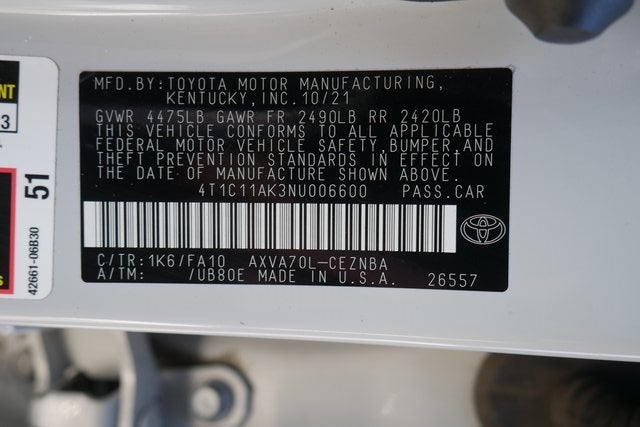 MFD.BY:TOYOTA MOTOR MANUFACTURING,
KENTUCKY,INC.10/21
GVWR 4475LB GAWR FR 2490LB RR 2420LB
THIS VEHICLE CONFORMS TO ALL APPLICABLE
FEDERAL MOTOR VEHICLE SAFETY,BUMPER,AND
THEFT PREVENTION STANDARDS IN EFFECT ON
THE DATE OF MANUFACTURE SHOWN ABOVE.
4T1C11AK3NU006600 PASS.CAR
C/TR:1K6/FA10 AXVA70L-CEZNBA
A/TM: /UB80E MADE IN U.S.A. 26557
51
42661-06B30
3